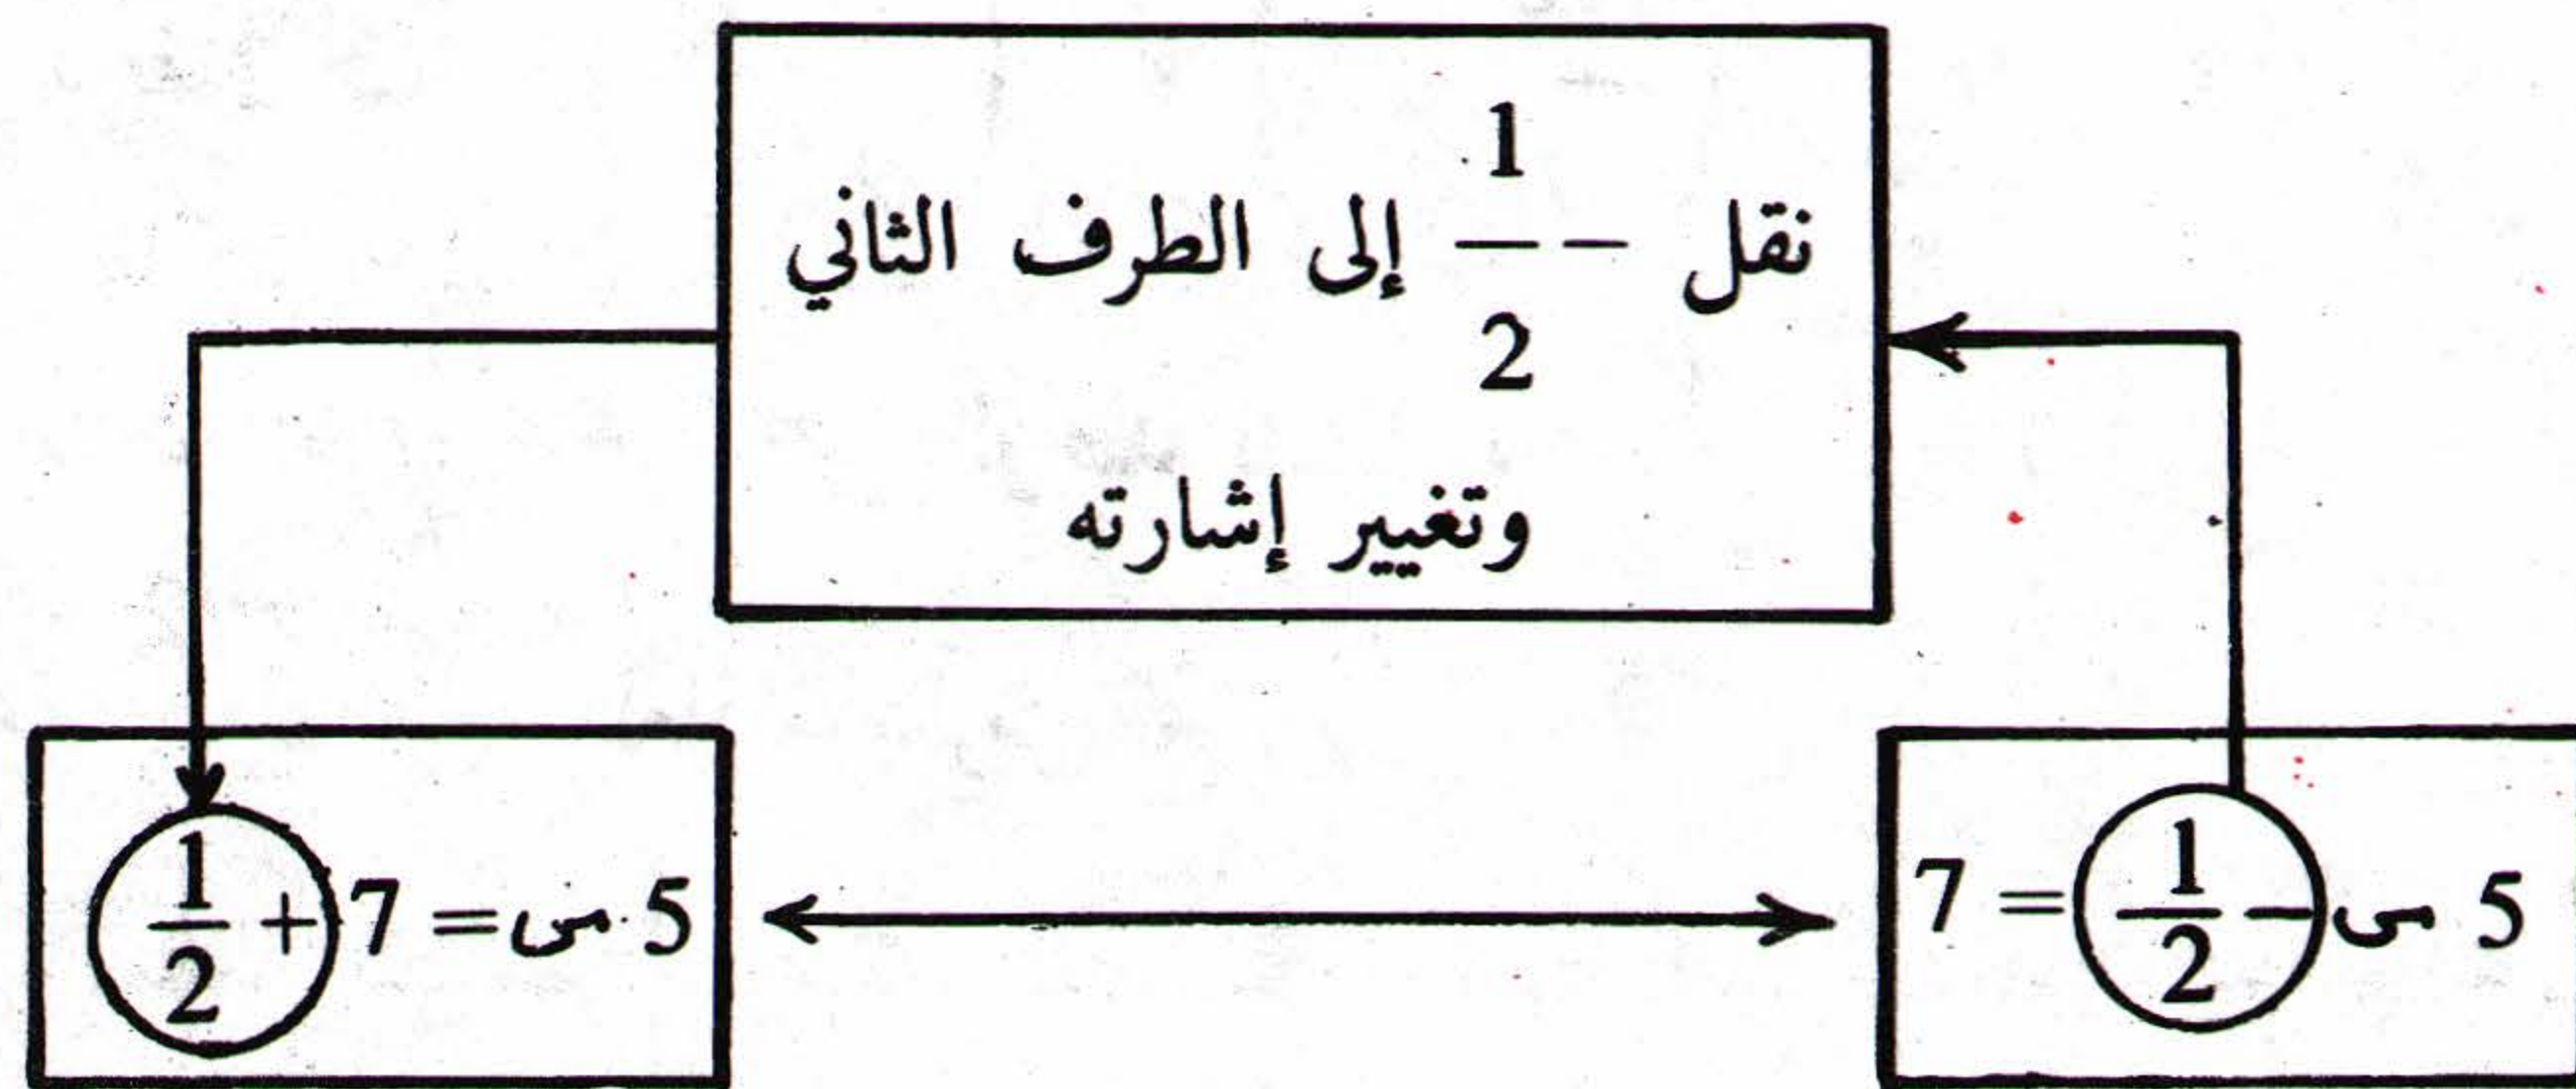 نقل − 1/2 إلى الطرف الثاني
وتغيير إشارته
5 س − 1/2 = 7
5 س = 7 + 1/2